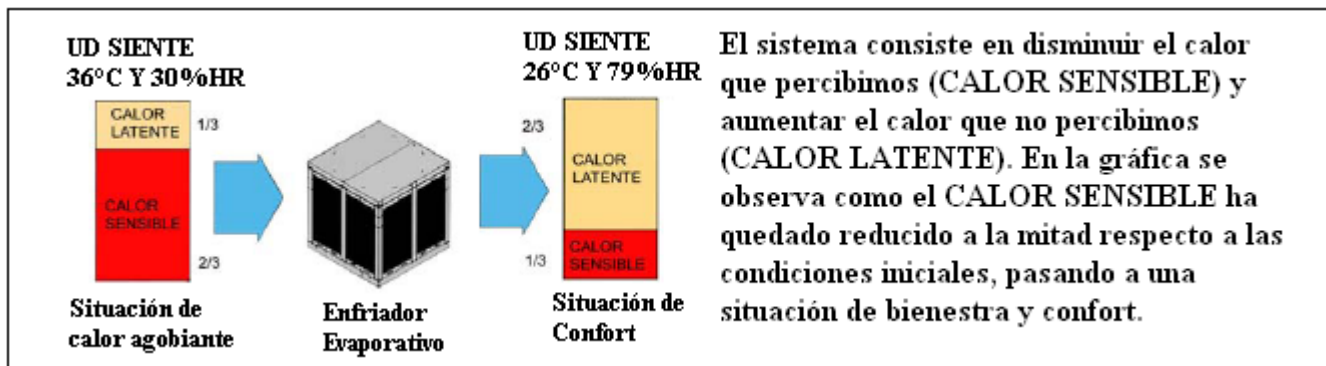 UD SIENTE
36°C Y 30%HR
CALOR
LATENTE
1/3
CALOR
SENSIBLE
2/3
Situación de
calor agobiante
Enfriador
Evaporativo
UD SIENTE
26°C Y 79%HR
2/3
CALOR
LATENTE
1/3
CALOR
SENSIBLE
Situación de
Confort
El sistema consiste en disminuir el calor
que percibimos (CALOR SENSIBLE) y
aumentar el calor que no percibimos
(CALOR LATENTE). En la gráfica se
observa como el CALOR SENSIBLE ha
quedado reducido a la mitad respecto a las
condiciones iniciales, pasando a una
situación de bienestra y confort.